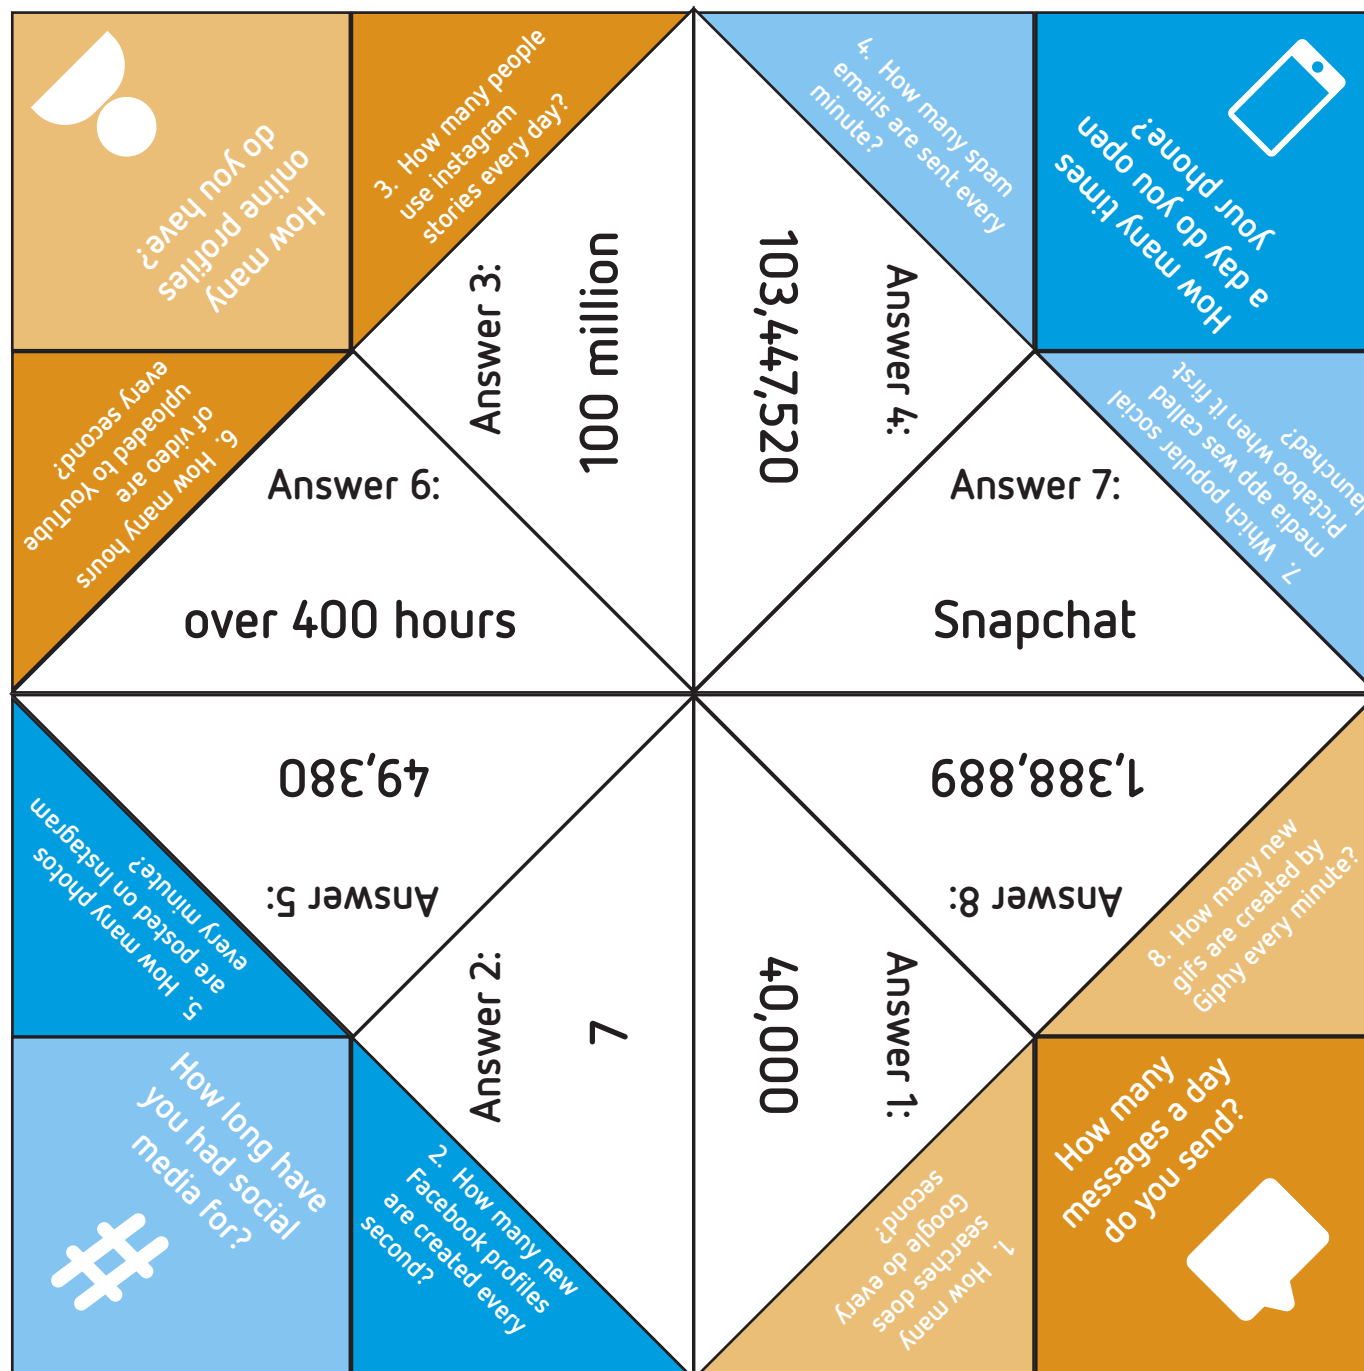 How many
online profiles
do you have?
3. How many people
use instagram
stories every day?
4. How many spam
emails are sent every
minute?
How many times
a day do you open
your phone?
6. How many hours
of video are
uploaded to YouTube
every second?
Answer 3:
100 million
103,447,520
Answer 4:
7. Which popular social
media app was called
Pictaboo when it first
launched?
Answer 6:
over 400 hours
Answer 7:
Snapchat
5. How many photos
are posted on Instagram
every minute?
Answer 5:
49,380
Answer 8:
1,388,889
8. How many new
gifs are created by
Giphy every minute?
Answer 2:
7
40,000
Answer 1:
How long have
you had social
media for?
2. How many new
Facebook profiles
are created every
second?
1. How many
searches does
Google do every
second?
How many
messages a day
do you send?